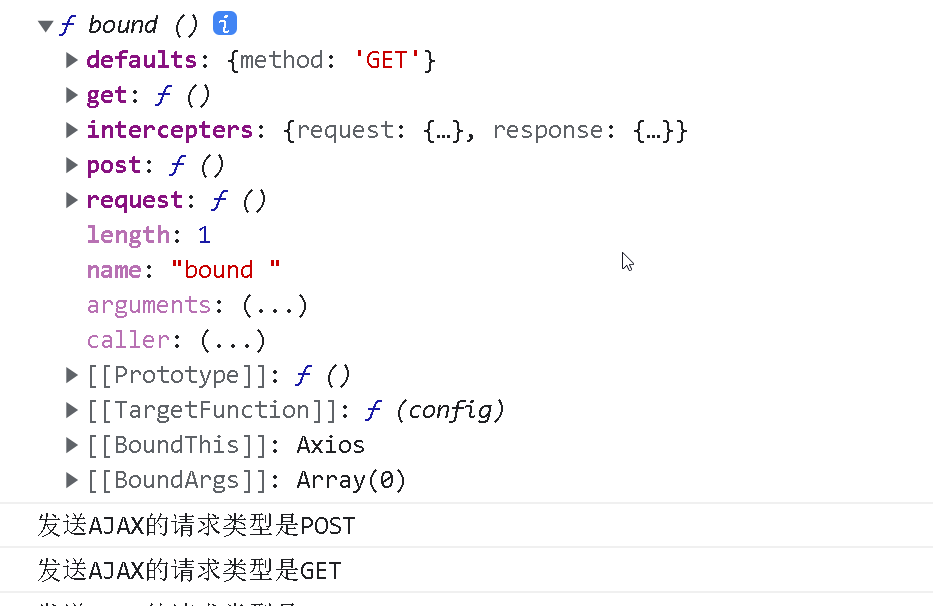 ▼ƒ bound () i
▶defaults: {method: 'GET'}
▶get: ƒ ()
▶intercepters: {request: {…}, response: {…}}
▶post: ƒ ()
▶request: ƒ ()
length: 1
name: "bound "
arguments: (...)
caller: (...)
▶[[Prototype]]: ƒ ()
▶[[TargetFunction]]: ƒ (config)
▶[[BoundThis]]: Axios
▶[[BoundArgs]]: Array(0)
发送AJAX的请求类型是POST
发送AJAX的请求类型是GET